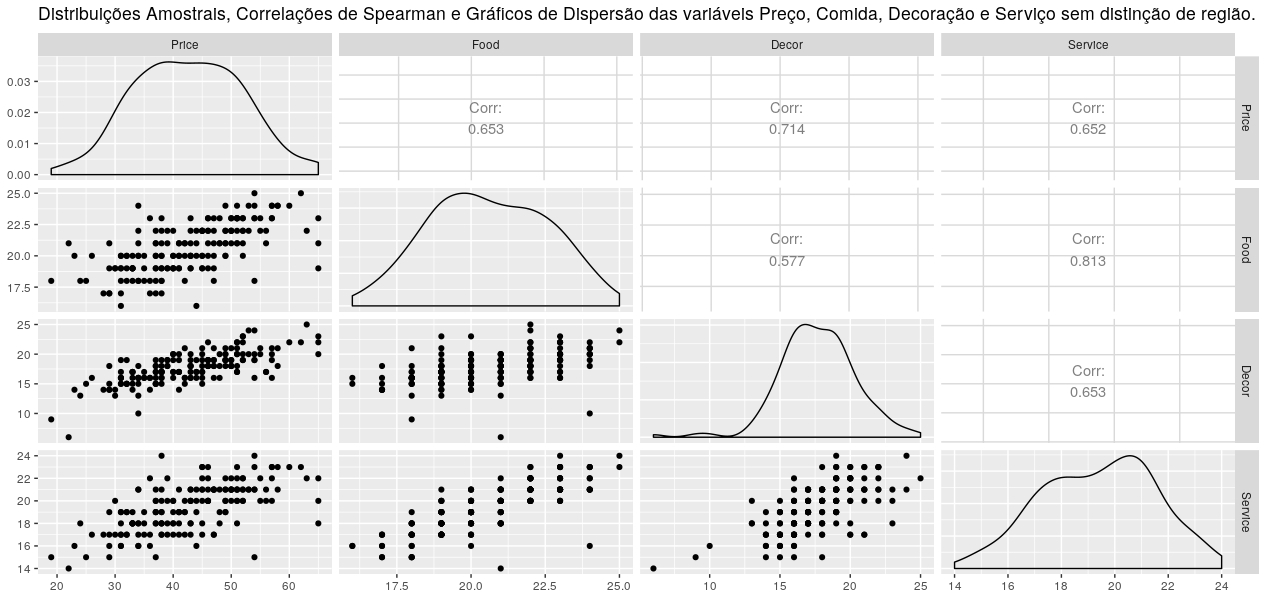 Distribuições Amostrais, Correlações de Spearman e Gráficos de Dispersão das variáveis Preço, Comida, Decoração e Serviço sem distinção de região.
Price Food Decor Service
0.03
0.02
0.01
0.00
Corr:
0.653
Corr:
0.714
Corr:
0.652
Price
25.0
22.5
20.0
17.5
Corr:
0.577
Corr:
0.813
Food
25
20
15
10
Corr:
0.653
Decor
24
22
20
18
16
14
Service
20 30 40 50 60
17.5 20.0 22.5 25.0
10 15 20 25
14 16 18 20 22 24